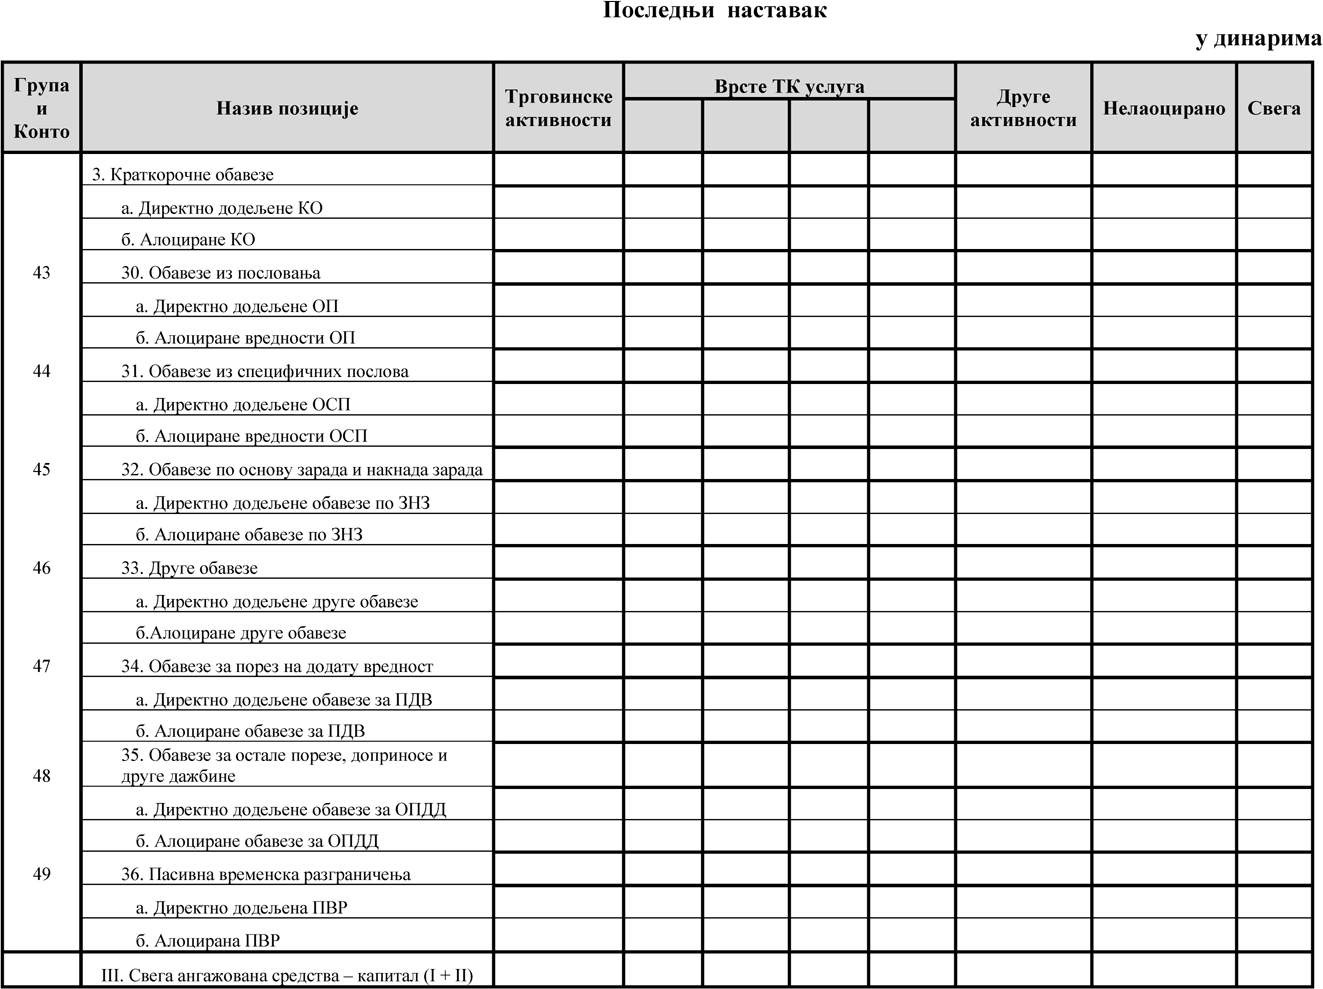 Последњи наставак
у динарима
Група и Конто
Назив позиције
Трговинске активности
Врсте ТК услуга
Друге активности
Нелаоцирано
Свега
3. Краткорочне обавезе
а. Директно додељене КО
б. Алоциране КО
43 30. Обавезе из пословања
а. Директно додељене ОП
б. Алоциране вредности ОП
44 31. Обавезе из специфичних послова
а. Директно додељене ОСП
б. Алоциране вредности ОСП
45 32. Обавезе по основу зарада и накнада зарада
а. Директно додељене обавезе по ЗНЗ
б. Алоциране обавезе по ЗНЗ
46 33. Друге обавезе
а. Директно додељене друге обавезе
б.Алоциране друге обавезе
47 34. Обавезе за порез на додату вредност
а. Директно додељене обавезе за ПДВ
б. Алоциране обавезе за ПДВ
48 35. Обавезе за остале порезе, доприносе и
друге дажбине
а. Директно додељене обавезе за ОПДД
б. Алоциране обавезе за ОПДД
49 36. Пасивна временска разграничења
а. Директно додељена ПВР
б. Алоцирана ПВР
III. Свега ангажована средства – капитал (I + II)